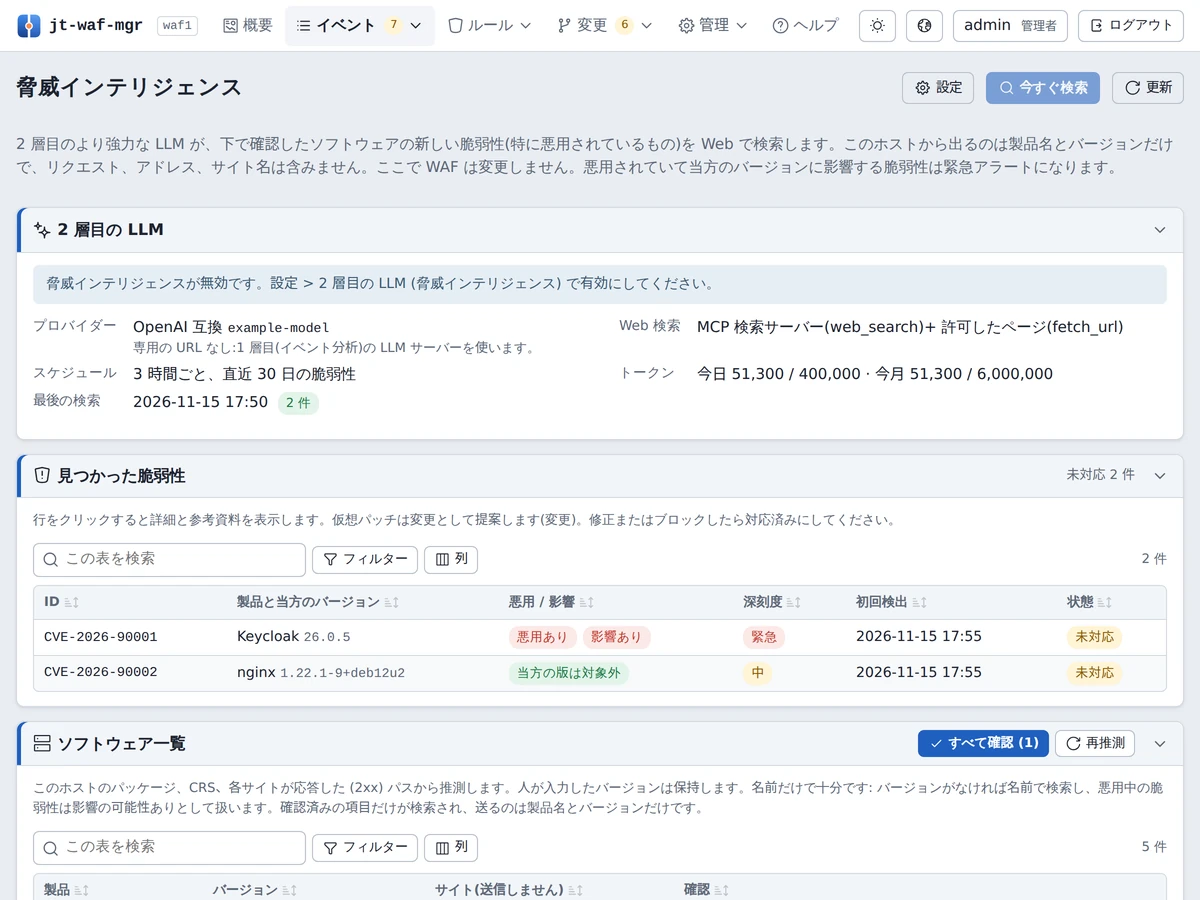 jt-waf-mgr waf1 概要 イベント 7 ルール 変更 6 管理 ヘルプ admin 管理者 ログアウト
脅威インテリジェンス 設定 今すぐ検索 更新
2 層目のより強力な LLM が、下で確認したソフトウェアの新しい脆弱性(特に悪用されているもの)を Web で検索します。このホストから出るのは製品名とバージョンだけ
で、リクエスト、アドレス、サイト名は含みません。ここで WAF は変更しません。悪用されていて当方のバージョンに影響する脆弱性は緊急アラートになります。
2 層目の LLM
脅威インテリジェンスが無効です。設定 > 2 層目の LLM (脅威インテリジェンス) で有効にしてください。
プロバイダー OpenAI 互換 example-model Web 検索 MCP 検索サーバー(web_search)+ 許可したページ(fetch_url)
専用の URL なし:1 層目(イベント分析)の LLM サーバーを使います。
スケジュール 3 時間ごと、直近 30 日の脆弱性 トークン 今日 51,300 / 400,000 · 今月 51,300 / 6,000,000
最後の検索 2026-11-15 17:50 2 件
見つかった脆弱性 未対応 2 件
行をクリックすると詳細と参考資料を表示します。仮想パッチは変更として提案します(変更)。修正またはブロックしたら対応済みにしてください。
この表を検索 フィルター 列 2 件
ID 製品と当方のバージョン 悪用 / 影響 深刻度 初回検出 状態
CVE-2026-90001 Keycloak 26.0.5 悪用あり 影響あり 緊急 2026-11-15 17:55 未対応
CVE-2026-90002 nginx 1.22.1-9+deb12u2 当方の版は対象外 中 2026-11-15 17:55 未対応
ソフトウェア一覧 すべて確認 (1) 再推測
このホストのパッケージ、CRS、各サイトが応答した (2xx) パスから推測します。人が入力したバージョンは保持します。名前だけで十分です: バージョンがなければ名前で検索し、悪用中の脆
弱性は影響の可能性ありとして扱います。確認済みの項目だけが検索され、送るのは製品名とバージョンだけです。
この表を検索 フィルター 列 5 件
製品 バージョン サイト(送信しません) 確認